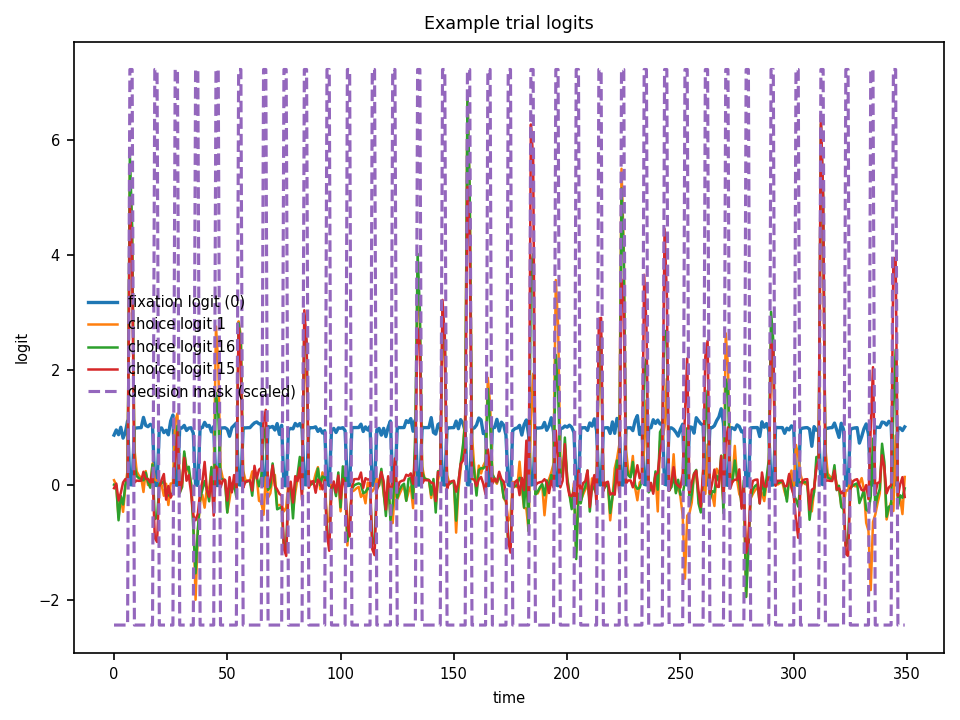 Example trial logits
logit
6
4
2
0
−2
fixation logit (0)
choice logit 1
choice logit 16
choice logit 15
decision mask (scaled)
0
50
100
150
200
250
300
350
time